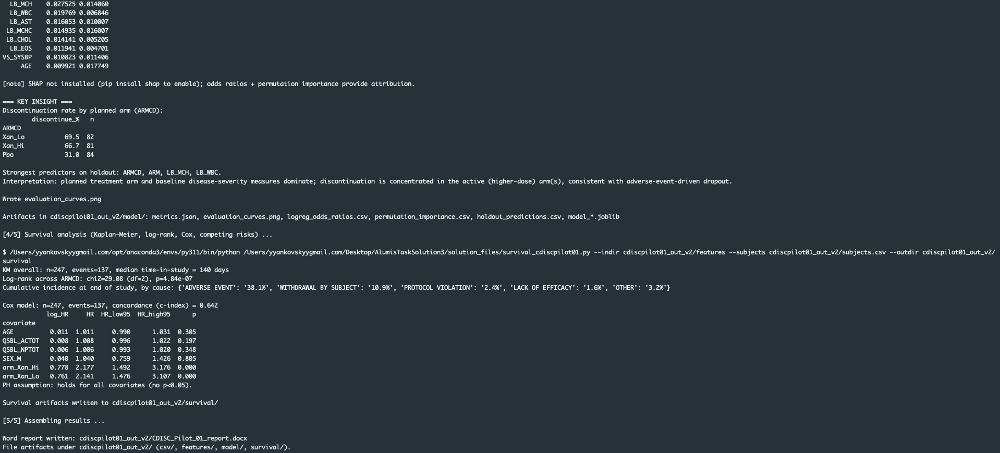 LB_MCH 0.027525 0.014060
LB_WBC 0.019769 0.006846
LB_AST 0.016053 0.010007
LB_MCHC 0.014935 0.016007
LB_CHOL 0.014141 0.005205
LB_EOS 0.011941 0.004701
VS_SYSBP 0.010823 0.011406
AGE 0.009921 0.017749
[note] SHAP not installed (pip install shap to enable); odds ratios + permutation importance provide attribution.
=== KEY INSIGHT ===
Discontinuation rate by planned arm (ARMCD):
discontinue_% n
ARMCD
Xan_Lo 69.5 82
Xan_Hi 66.7 81
Pbo 31.0 84
Strongest predictors on holdout: ARMCD, ARM, LB_MCH, LB_WBC.
Interpretation: planned treatment arm and baseline disease-severity measures dominate; discontinuation is concentrated in the active (higher-dose) arm(s), consistent with adverse-event-driven dropout.
Wrote evaluation_curves.png
Artifacts in cdiscpilot01_out_v2/model/: metrics.json, evaluation_curves.png, logreg_odds_ratios.csv, permutation_importance.csv, holdout_predictions.csv, model_*.joblib
[4/5] Survival analysis (Kaplan-Meier, log-rank, Cox, competing risks) ...
$ /Users/yyankovskyygmail.com/opt/anaconda3/envs/py311/bin/python /Users/yyankovskyygmail.com/Desktop/AlumisTaskSolution3/solution_files/survival_cdiscpilot01.py --indir cdiscpilot01_out_v2/features --subjects cdiscpilot01_out_v2/subjects.csv --outdir cdiscpilot01_out_v2/
survival
KM overall: n=247, events=137, median time-in-study = 140 days
Log-rank across ARMCD: chi2=29.08 (df=2), p=4.84e-07
Cumulative incidence at end of study, by cause: {'ADVERSE EVENT': '38.1%', 'WITHDRAWAL BY SUBJECT': '10.9%', 'PROTOCOL VIOLATION': '2.4%', 'LACK OF EFFICACY': '1.6%', 'OTHER': '3.2%'}
Cox model: n=247, events=137, concordance (c-index) = 0.642
log_HR HR HR_low95 HR_high95 p
covariate
AGE 0.011 1.011 0.990 1.031 0.305
QSBL_ACTOT 0.008 1.008 0.996 1.022 0.197
QSBL_NPTOT 0.006 1.006 0.993 1.020 0.348
SEX_M 0.040 1.040 0.759 1.426 0.805
arm_Xan_Hi 0.778 2.177 1.492 3.176 0.000
arm_Xan_Lo 0.761 2.141 1.476 3.107 0.000
PH assumption: holds for all covariates (no p<0.05).
Survival artifacts written to cdiscpilot01_out_v2/survival/
[5/5] Assembling results ...
Word report written: cdiscpilot01_out_v2/CDISC_Pilot_01_report.docx
File artifacts under cdiscpilot01_out_v2/ (csv/, features/, model/, survival/).